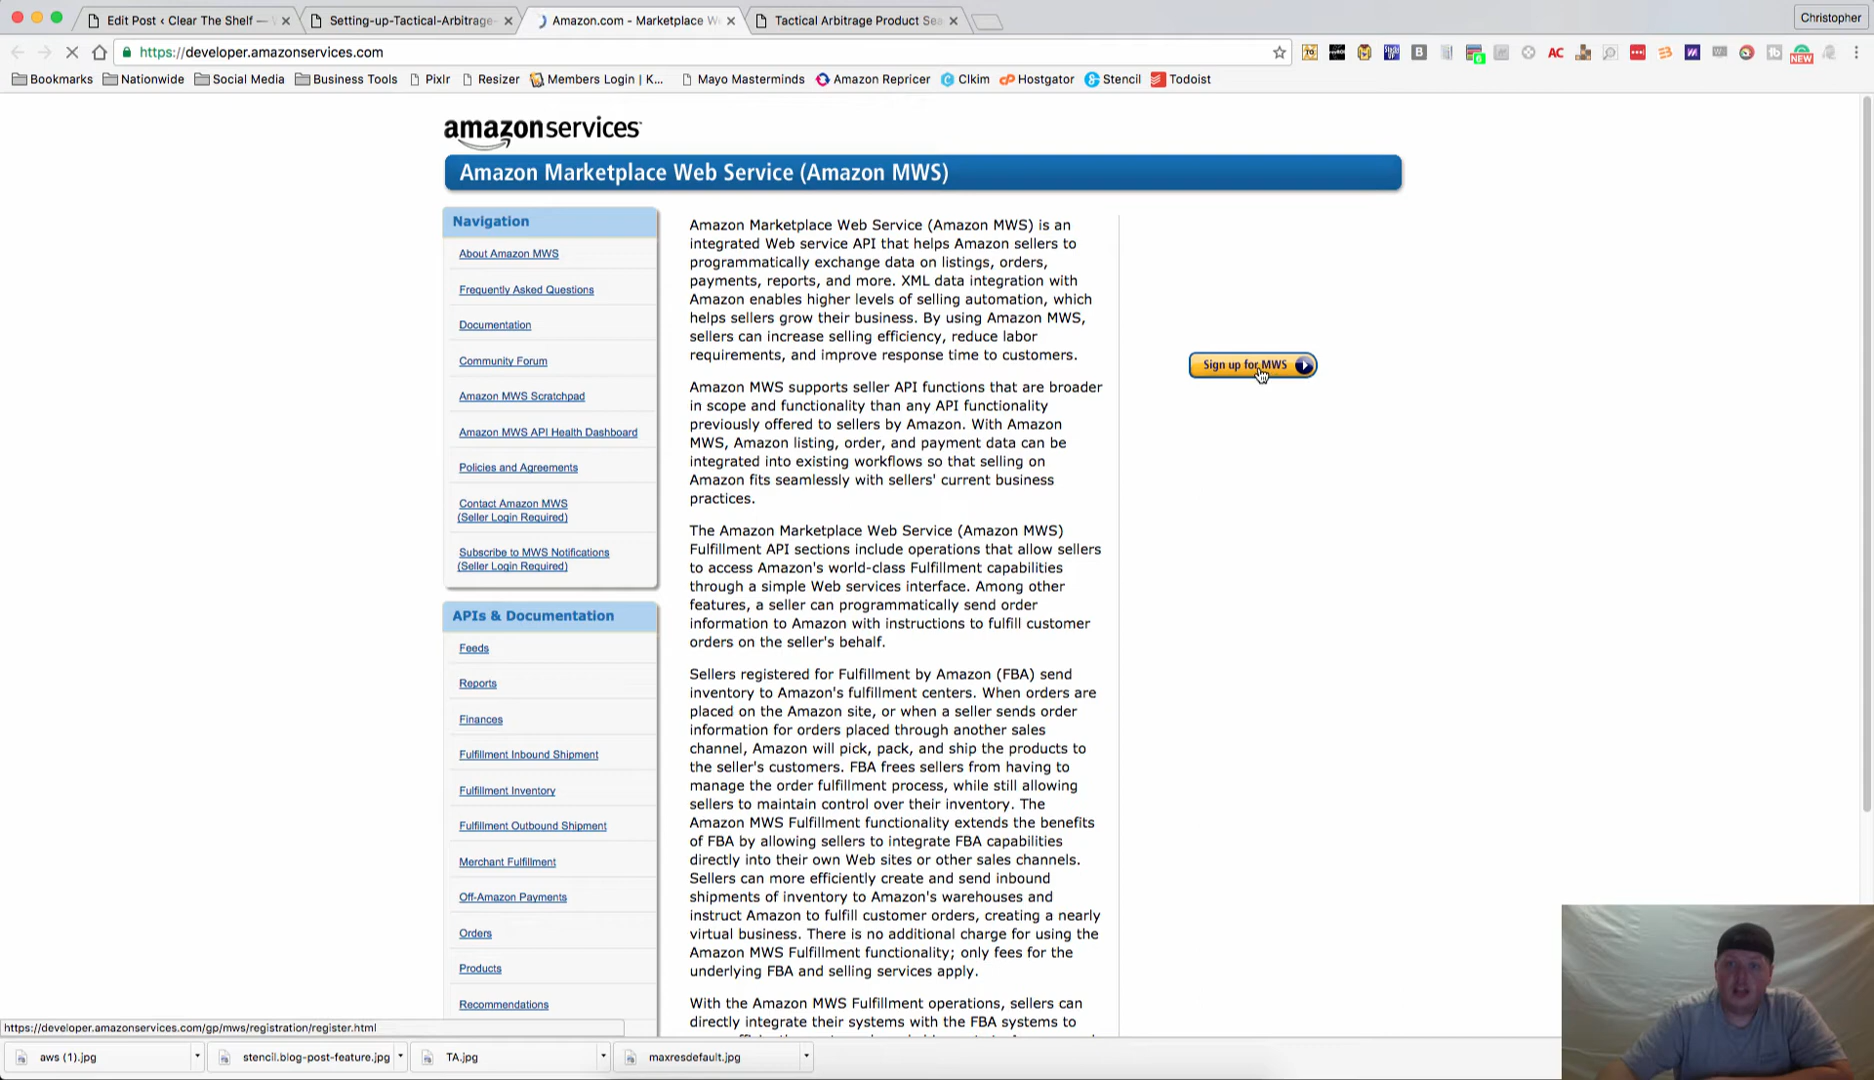 Edit Post ‹ Clear The Shelf —
Setting-up-Tactical-Arbitrage-
Amazon.com - Marketplace W
Tactical Arbitrage Product Sea
Christopher
https://developer.amazonservices.com
Bookmarks
Nationwide
Social Media
Business Tools
Pixlr
Resizer
Members Login | K...
Mayo Masterminds
Amazon Repricer
Clkim
Hostgator
Stencil
Todoist
amazonservices
Amazon Marketplace Web Service (Amazon MWS)
Navigation
About Amazon MWS
Frequently Asked Questions
Documentation
Community Forum
Amazon MWS Scratchpad
Amazon MWS API Health Dashboard
Policies and Agreements
Contact Amazon MWS
(Seller Login Required)
Subscribe to MWS Notifications
(Seller Login Required)
APIs & Documentation
Feeds
Reports
Finances
Fulfillment Inbound Shipment
Fulfillment Inventory
Fulfillment Outbound Shipment
Merchant Fulfillment
Off-Amazon Payments
Orders
Products
Recommendations
Amazon Marketplace Web Service (Amazon MWS) is an
integrated Web service API that helps Amazon sellers to
programmatically exchange data on listings, orders,
payments, reports, and more. XML data integration with
Amazon enables higher levels of selling automation, which
helps sellers grow their business. By using Amazon MWS,
sellers can increase selling efficiency, reduce labor
requirements, and improve response time to customers.
Amazon MWS supports seller API functions that are broader
in scope and functionality than any API functionality
previously offered to sellers by Amazon. With Amazon
MWS, Amazon listing, order, and payment data can be
integrated into existing workflows so that selling on
Amazon fits seamlessly with sellers' current business
practices.
The Amazon Marketplace Web Service (Amazon MWS)
Fulfillment API sections include operations that allow sellers
to access Amazon's world-class Fulfillment capabilities
through a simple Web services interface. Among other
features, a seller can programmatically send order
information to Amazon with instructions to fulfill customer
orders on the seller's behalf.
Sellers registered for Fulfillment by Amazon (FBA) send
inventory to Amazon's fulfillment centers. When orders are
placed on the Amazon site, or when a seller sends order
information for orders placed through another sales
channel, Amazon will pick, pack, and ship the products to
the seller's customers. FBA frees sellers from having to
manage the order fulfillment process, while still allowing
sellers to maintain control over their inventory. The
Amazon MWS Fulfillment functionality extends the benefits
of FBA by allowing sellers to integrate FBA capabilities
directly into their own Web sites or other sales channels.
Sellers can more efficiently create and send inbound
shipments of inventory to Amazon's warehouses and
instruct Amazon to fulfill customer orders, creating a nearly
virtual business. There is no additional charge for using the
Amazon MWS Fulfillment functionality; only fees for the
underlying FBA and selling services apply.
With the Amazon MWS Fulfillment operations, sellers can
directly integrate their systems with the FBA systems to
Sign up for MWS
https://developer.amazonservices.com/gp/mws/registration/register.html
aws (1).jpg
stencil.blog-post-feature.jpg
TA.jpg
maxresdefault.jpg